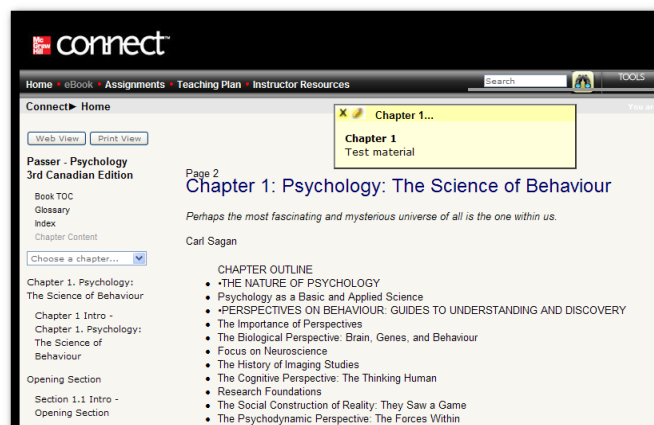 Mc Graw Hill connect™
Home • eBook • Assignments • Teaching Plan • Instructor Resources
Search
TOOLS
Connect► Home
You ar
X Chapter 1...
Chapter 1
Test material
Web View Print View
Passer - Psychology
3rd Canadian Edition
Book TOC
Glossary
Index
Chapter Content
Choose a chapter...
Chapter 1. Psychology:
The Science of Behaviour
Chapter 1 Intro -
Chapter 1. Psychology:
The Science of
Behaviour
Opening Section
Section 1.1 Intro -
Opening Section
Page 2
Chapter 1: Psychology: The Science of Behaviour
Perhaps the most fascinating and mysterious universe of all is the one within us.
Carl Sagan
CHAPTER OUTLINE
• •THE NATURE OF PSYCHOLOGY
• Psychology as a Basic and Applied Science
• •PERSPECTIVES ON BEHAVIOUR: GUIDES TO UNDERSTANDING AND DISCOVERY
• The Importance of Perspectives
• The Biological Perspective: Brain, Genes, and Behaviour
• Focus on Neuroscience
• The History of Imaging Studies
• The Cognitive Perspective: The Thinking Human
• Research Foundations
• The Social Construction of Reality: They Saw a Game
• The Psychodynamic Perspective: The Forces Within